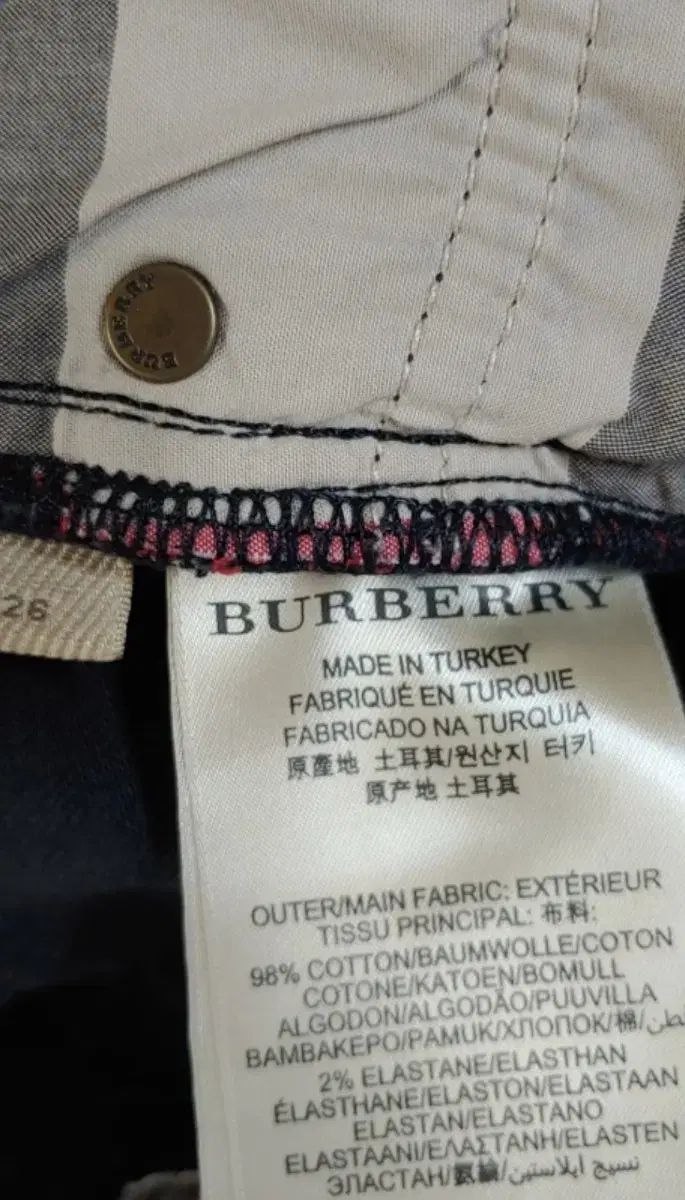 BURBERRY
26
BURBERRY
MADE IN TURKEY
FABRIQUÉ EN TURQUIE
FABRICADO NA TURQUIA
原產地 土耳其/원산지 터키
原产地 土耳其
OUTER/MAIN FABRIC: EXTÉRIEUR
TISSU PRINCIPAL: 布料:
98% COTTON/BAUMWOLLE/COTON
COTONE/KATOEN/BOMULL
ALGODON/ALGODÃO/PUUVILLA
BAMBAKEPO/PAMUK/ХЛОПОК/棉/قطن
2% ELASTANE/ELASTHAN
ÉLASTHANE/ELASTON/ELASTAAN
ELASTAN/ELASTANO
ELASTAANI/ΕΛΑΣΤΑΝΗ/ELASTEN
ЭЛАСТАН/氨綸/نسيج ايلاستين